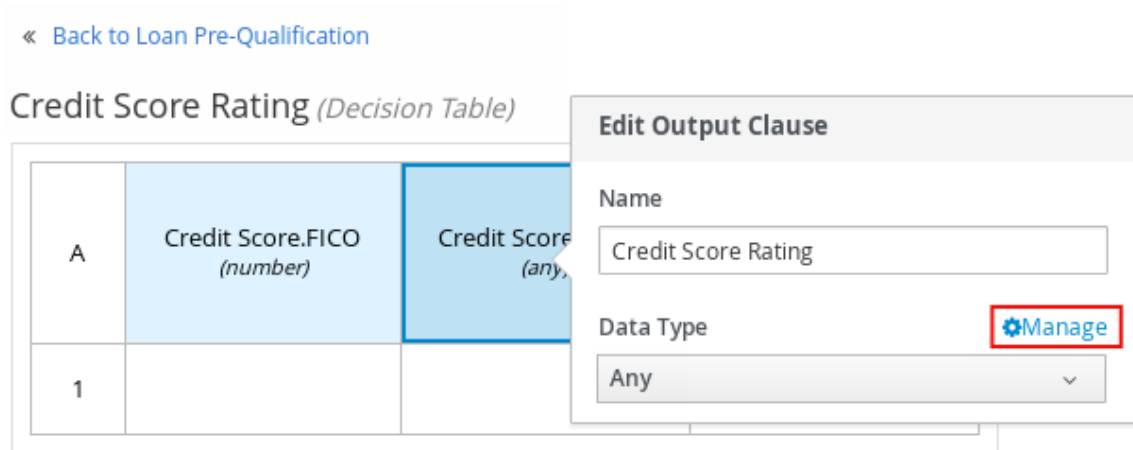 « Back to Loan Pre-Qualification
Credit Score Rating (Decision Table)
A
Credit Score.FICO
(number)
Credit Score
(any)
1
Edit Output Clause
Name
Credit Score Rating
Data Type
Manage
Any